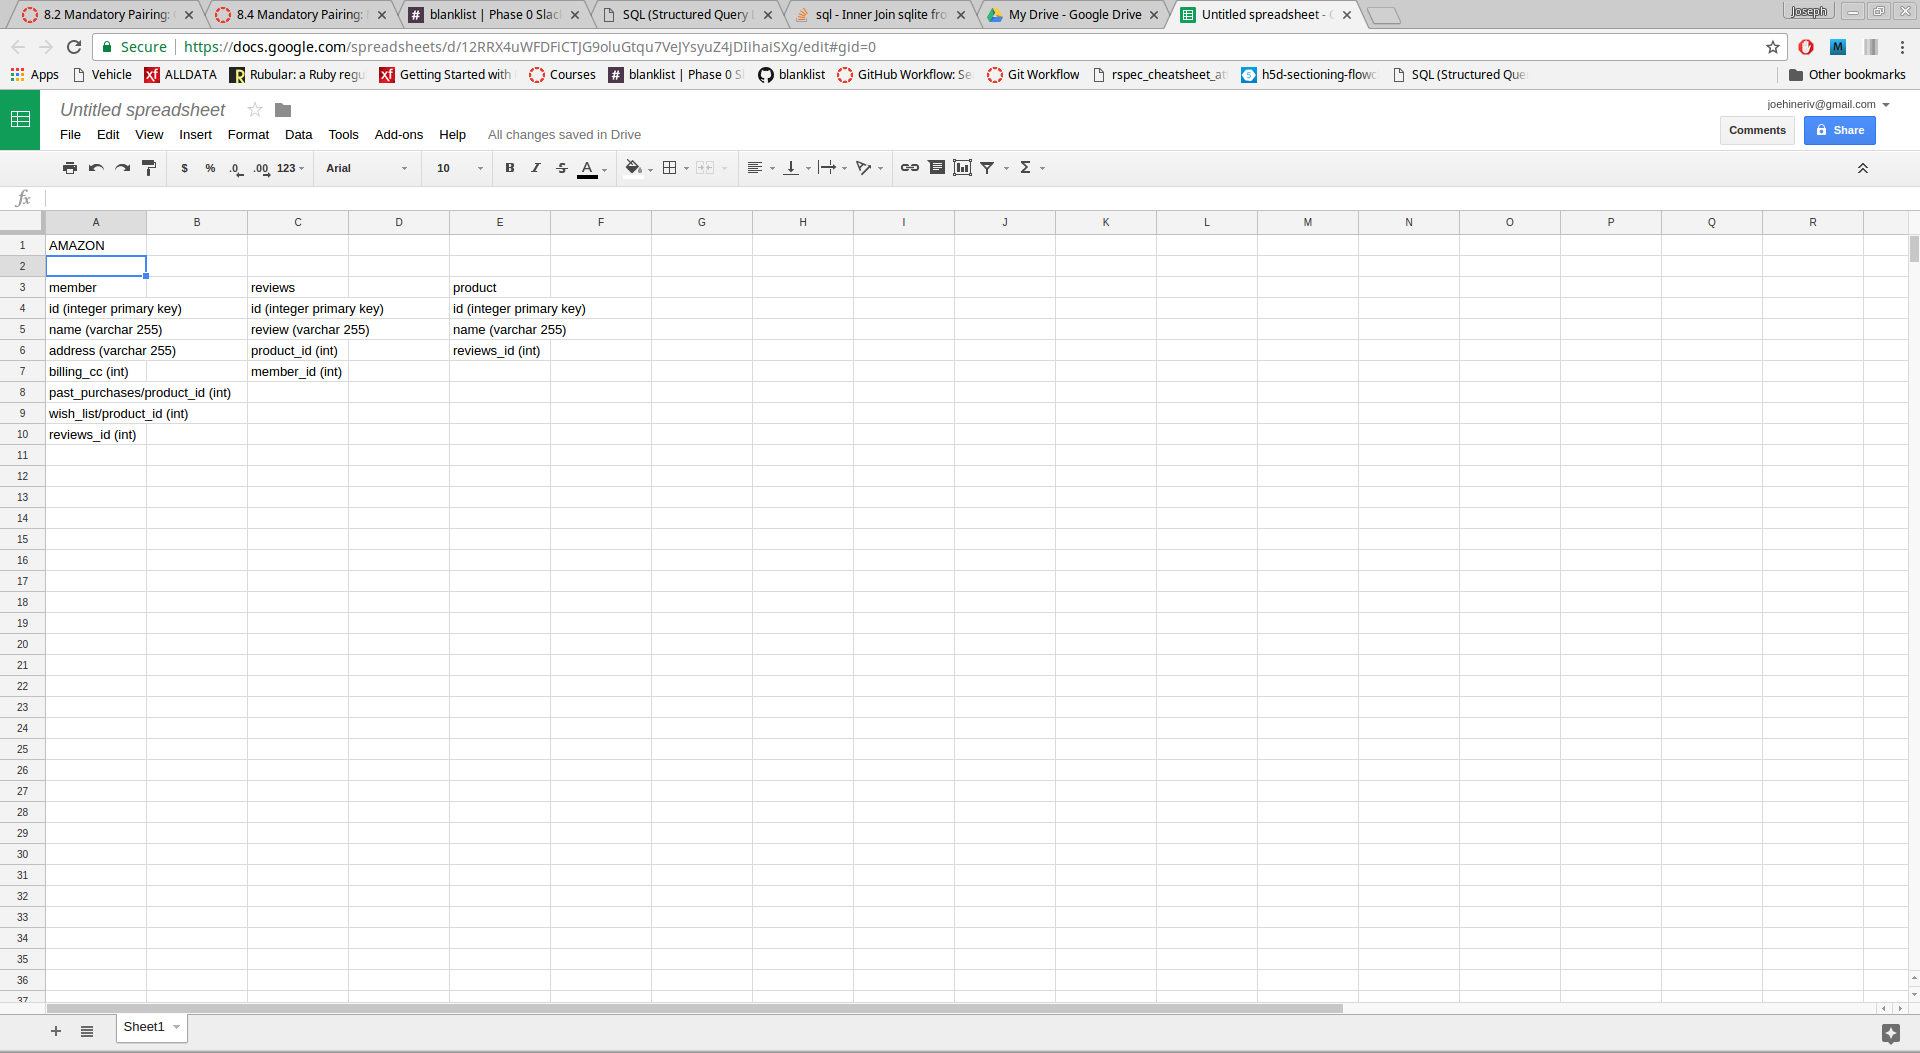 8.2 Mandatory Pairing: 8.4 Mandatory Pairing: blanklist | Phase 0 Slac SQL (Structured Query sql - Inner Join sqlite fro My Drive - Google Drive Untitled spreadsheet - Joseph
Secure https://docs.google.com/spreadsheets/d/12RRX4uWFDFiCTJG9oluGtqu7VeJYsyuZ4JDIihaiSXg/edit#gid=0
Apps Vehicle ALLDATA Rubular: a Ruby regu Getting Started with Courses blanklist | Phase 0 S blanklist GitHub Workflow: Se Git Workflow rspec_cheatsheet_at h5d-sectioning-flowc SQL (Structured Que Other bookmarks
Untitled spreadsheet joehineriv@gmail.com
File Edit View Insert Format Data Tools Add-ons Help All changes saved in Drive Comments Share
$ % .0 .00 123 Arial 10 B I S A Σ
fx
A B C D E F G H I J K L M N O P Q R
1 AMAZON
2
3 member reviews product
4 id (integer primary key) id (integer primary key) id (integer primary key)
5 name (varchar 255) review (varchar 255) name (varchar 255)
6 address (varchar 255) product_id (int) reviews_id (int)
7 billing_cc (int) member_id (int)
8 past_purchases/product_id (int)
9 wish_list/product_id (int)
10 reviews_id (int)
11
12
13
14
15
16
17
18
19
20
21
22
23
24
25
26
27
28
29
30
31
32
33
34
35
36
37
Sheet1